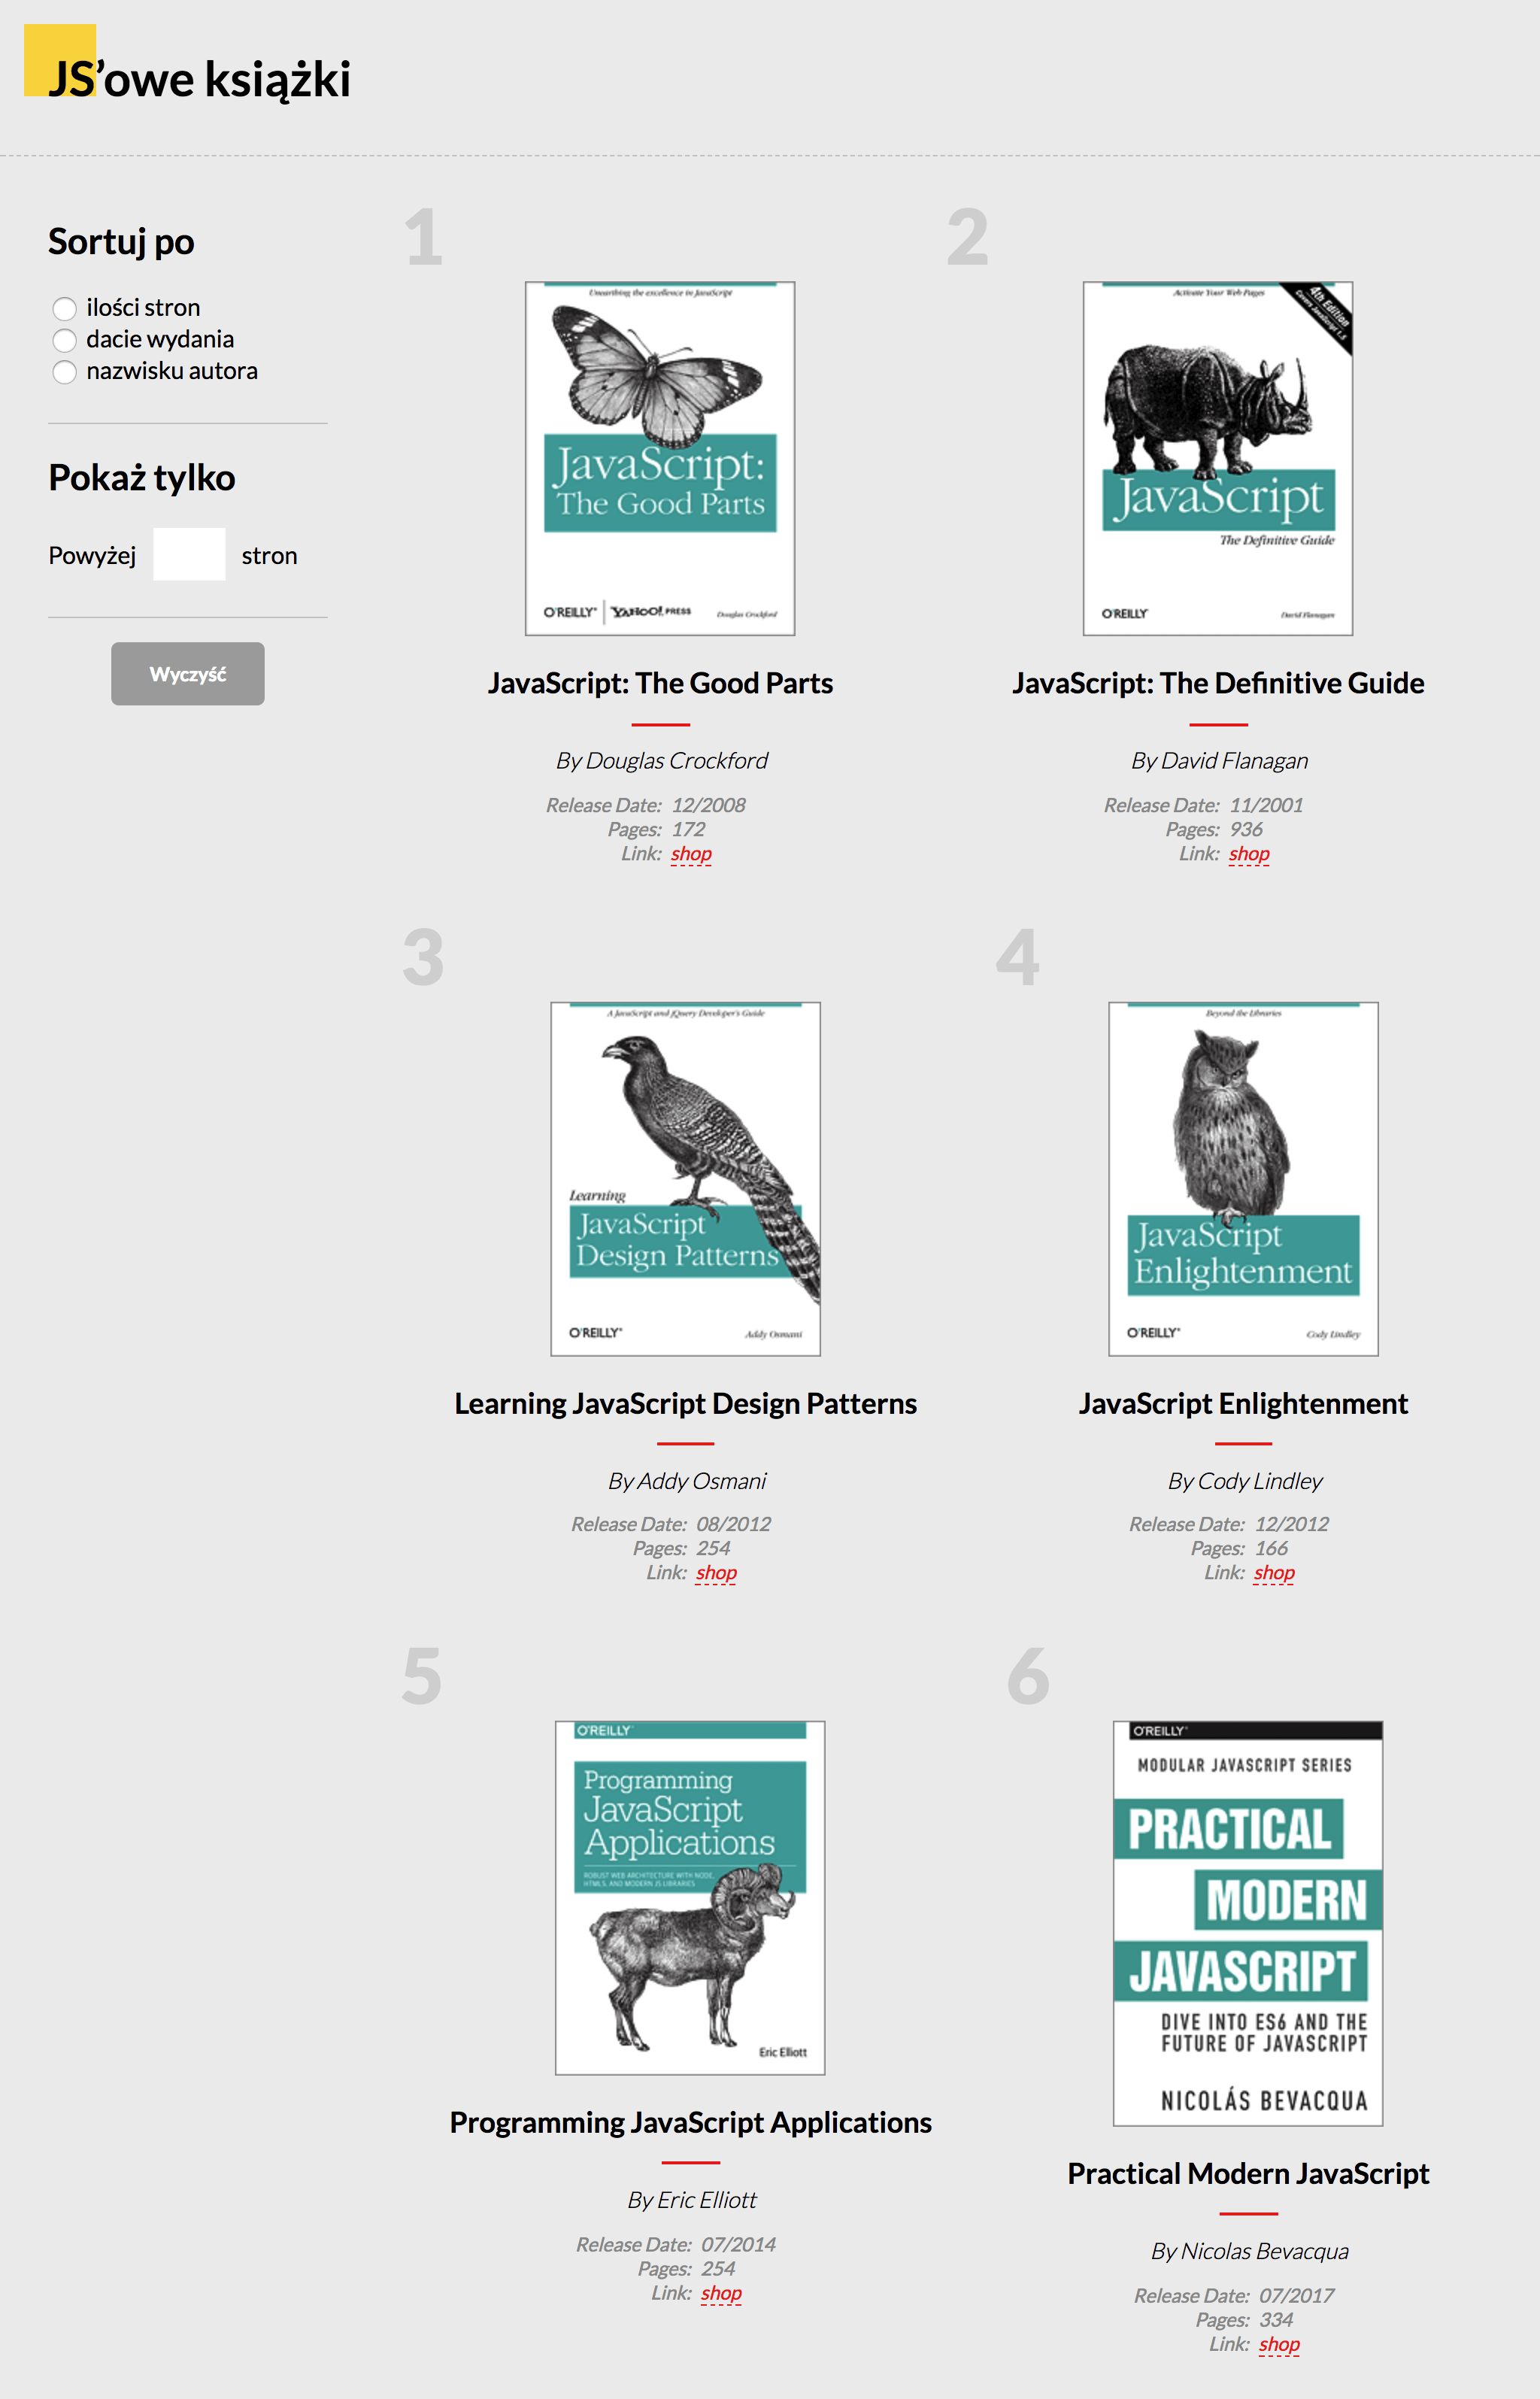 JS’owe książki
Sortuj po
ilości stron
dacie wydania
nazwisku autora
Pokaż tylko
Powyżej stron
Wyczyść
1
Unearthing the excellence in JavaScript
JavaScript:
The Good Parts
O'REILLY® YAHOO! PRESS Douglas Crockford
JavaScript: The Good Parts
By Douglas Crockford
Release Date: 12/2008
Pages: 172
Link: shop
2
Activate Your Web Pages
4th Edition
Covers JavaScript 1.5
JavaScript
The Definitive Guide
O'REILLY® David Flanagan
JavaScript: The Definitive Guide
By David Flanagan
Release Date: 11/2001
Pages: 936
Link: shop
3
A JavaScript and jQuery Developer's Guide
Learning
JavaScript
Design Patterns
O'REILLY® Addy Osmani
Learning JavaScript Design Patterns
By Addy Osmani
Release Date: 08/2012
Pages: 254
Link: shop
4
Beyond the Libraries
JavaScript
Enlightenment
O'REILLY® Cody Lindley
JavaScript Enlightenment
By Cody Lindley
Release Date: 12/2012
Pages: 166
Link: shop
5
O'REILLY®
Programming
JavaScript
Applications
ROBUST WEB ARCHITECTURE WITH NODE,
HTML5, AND MODERN JS LIBRARIES
Eric Elliott
Programming JavaScript Applications
By Eric Elliott
Release Date: 07/2014
Pages: 254
Link: shop
6
O'REILLY®
MODULAR JAVASCRIPT SERIES
PRACTICAL
MODERN
JAVASCRIPT
DIVE INTO ES6 AND THE
FUTURE OF JAVASCRIPT
NICOLÁS BEVACQUA
Practical Modern JavaScript
By Nicolas Bevacqua
Release Date: 07/2017
Pages: 334
Link: shop